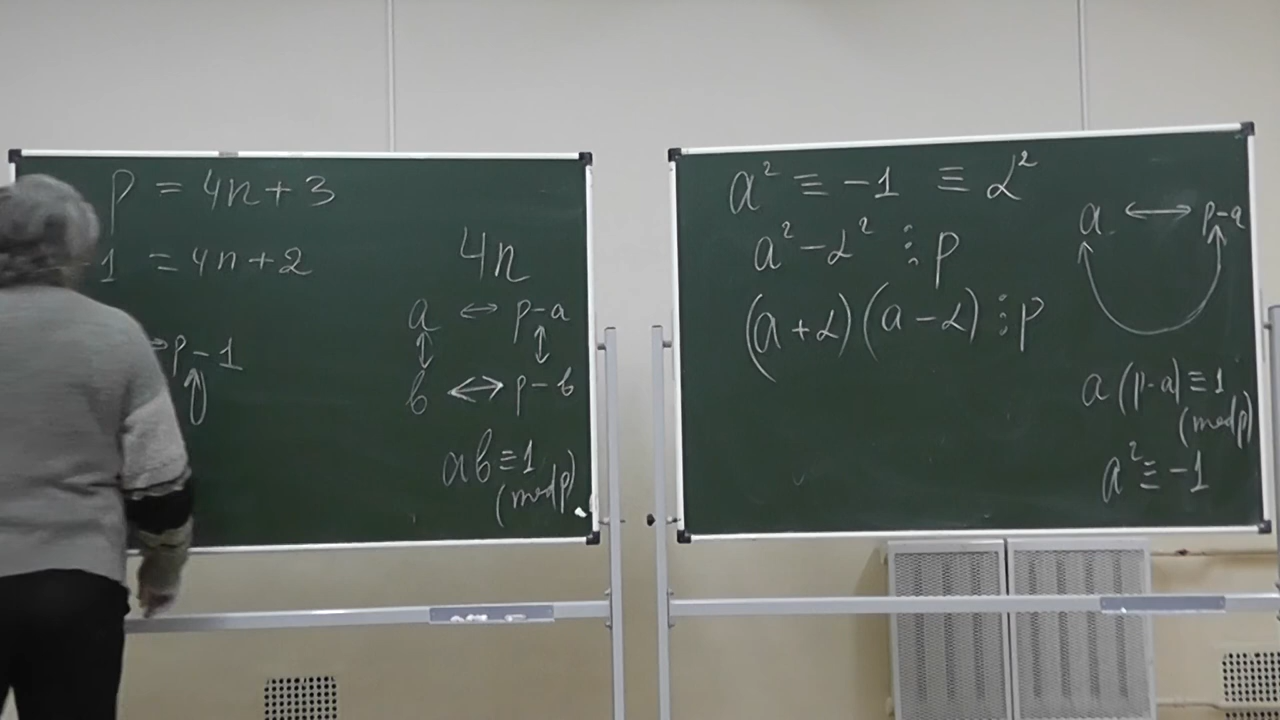 p = 4n+3
1 = 4n+2
4n
a ↔ p-a
↕ ↕
→p-1
b ↔ p-b
ab≡1
(mod p)
a² ≡ -1 ≡ α²
a ↔ p-a
a² - α² ⋮ p
(a+α)(a-α) ⋮ p
a(p-a)≡1
(mod p)
a² ≡ -1